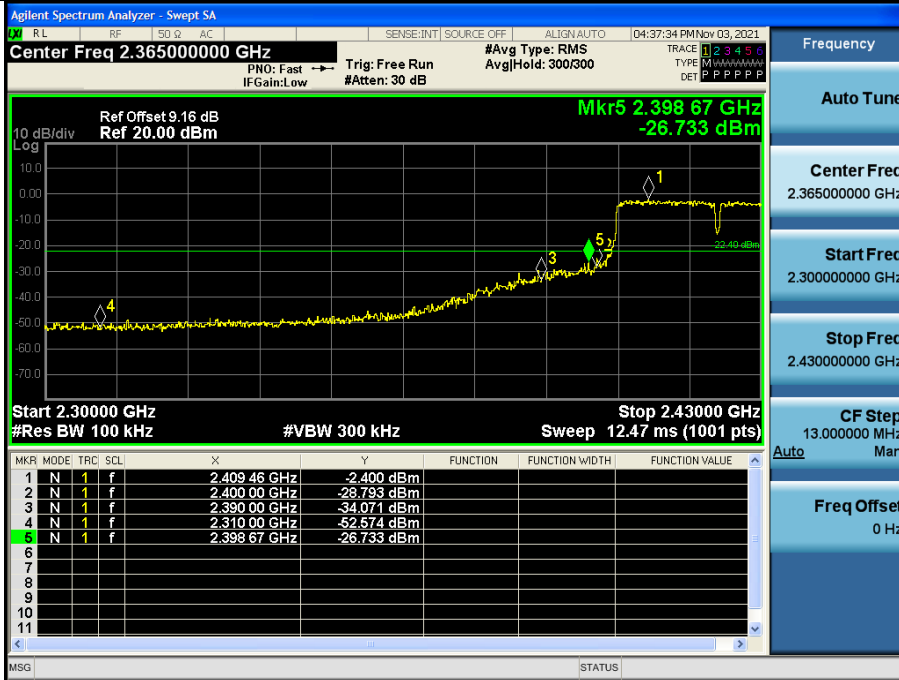 Agilent Spectrum Analyzer - Swept SA
LXI RL RF 50 Ω AC SENSE:INT SOURCE OFF ALIGN AUTO 04:37:34 PM Nov 03, 2021
Center Freq 2.365000000 GHz #Avg Type: RMS TRACE 1 2 3 4 5 6
PNO: Fast Trig: Free Run Avg|Hold: 300/300 TYPE M WWWWW
IFGain:Low #Atten: 30 dB DET P P P P P P
Mkr5 2.398 67 GHz
-26.733 dBm
Ref Offset 9.16 dB
10 dB/div Ref 20.00 dBm
Log
10.0
0.00
-10.0
-20.0
-30.0
-40.0
-50.0
-60.0
-70.0
1
-22.40 dBm
5
2
3
4
Start 2.30000 GHz Stop 2.43000 GHz
#Res BW 100 kHz #VBW 300 kHz Sweep 12.47 ms (1001 pts)
MKR MODE TRC SCL X Y FUNCTION FUNCTION WIDTH FUNCTION VALUE
1 N 1 f 2.409 46 GHz -2.400 dBm
2 N 1 f 2.400 00 GHz -28.793 dBm
3 N 1 f 2.390 00 GHz -34.071 dBm
4 N 1 f 2.310 00 GHz -52.574 dBm
5 N 1 f 2.398 67 GHz -26.733 dBm
6
7
8
9
10
11
MSG STATUS
Frequency
Auto Tune
Center Freq
2.365000000 GHz
Start Freq
2.300000000 GHz
Stop Freq
2.430000000 GHz
CF Step
13.000000 MHz
Auto Man
Freq Offset
0 Hz